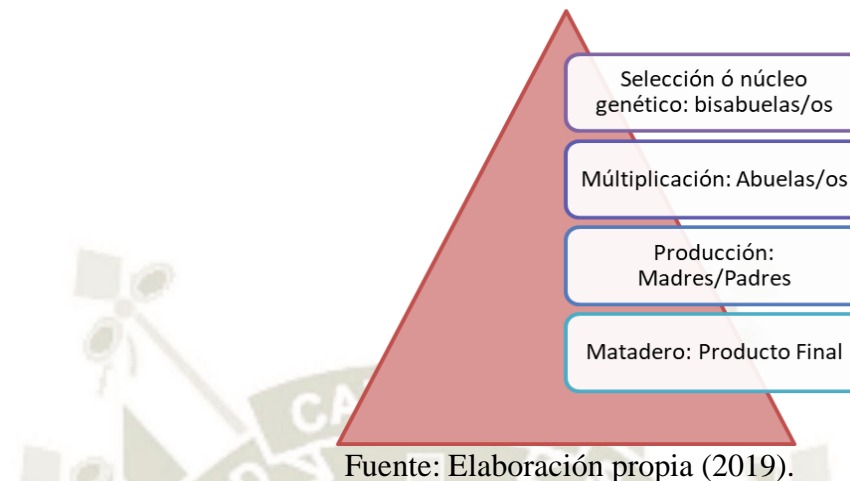 Selección ó núcleo
genético: bisabuelas/os
Múltiplicación: Abuelas/os
Producción:
Madres/Padres
Matadero: Producto Final
Fuente: Elaboración propia (2019).